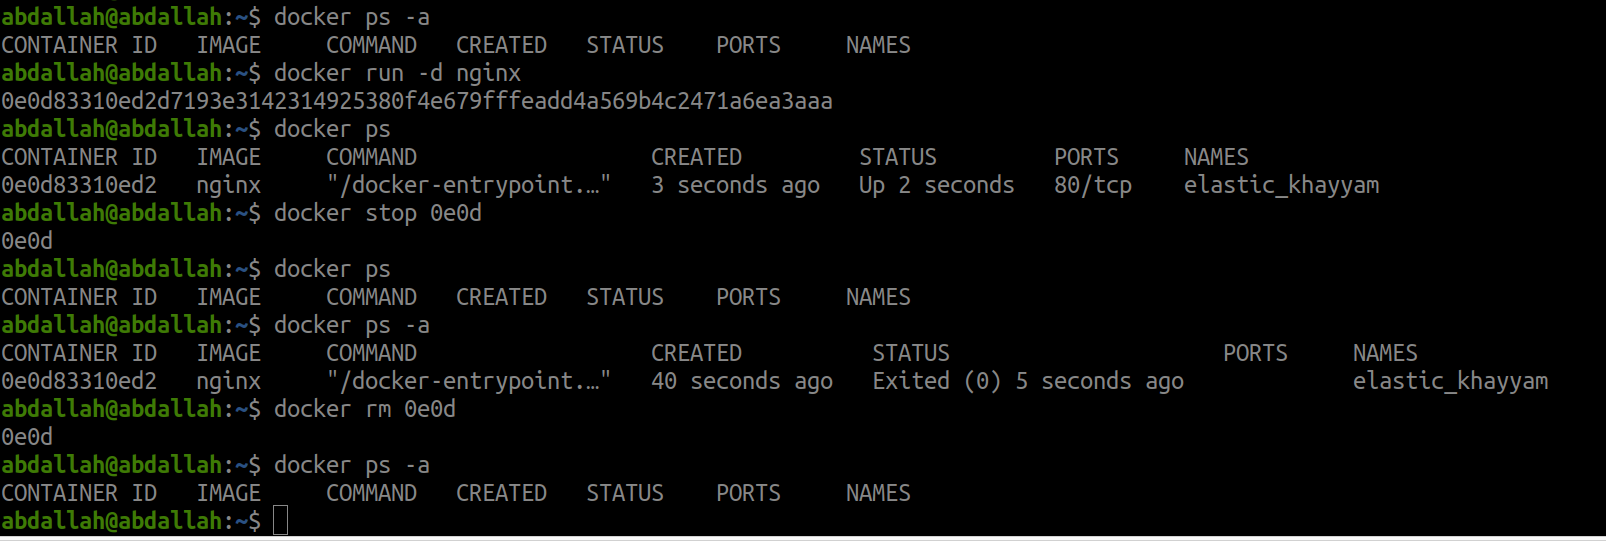 abdallah@abdallah:~$ docker ps -a
CONTAINER ID   IMAGE     COMMAND   CREATED   STATUS    PORTS     NAMES
abdallah@abdallah:~$ docker run -d nginx
0e0d83310ed2d7193e3142314925380f4e679fffeadd4a569b4c2471a6ea3aaa
abdallah@abdallah:~$ docker ps
CONTAINER ID   IMAGE     COMMAND                  CREATED         STATUS         PORTS     NAMES
0e0d83310ed2   nginx     "/docker-entrypoint.…"   3 seconds ago   Up 2 seconds   80/tcp    elastic_khayyam
abdallah@abdallah:~$ docker stop 0e0d
0e0d
abdallah@abdallah:~$ docker ps
CONTAINER ID   IMAGE     COMMAND   CREATED   STATUS    PORTS     NAMES
abdallah@abdallah:~$ docker ps -a
CONTAINER ID   IMAGE     COMMAND                  CREATED          STATUS                     PORTS     NAMES
0e0d83310ed2   nginx     "/docker-entrypoint.…"   40 seconds ago   Exited (0) 5 seconds ago             elastic_khayyam
abdallah@abdallah:~$ docker rm 0e0d
0e0d
abdallah@abdallah:~$ docker ps -a
CONTAINER ID   IMAGE     COMMAND   CREATED   STATUS    PORTS     NAMES
abdallah@abdallah:~$